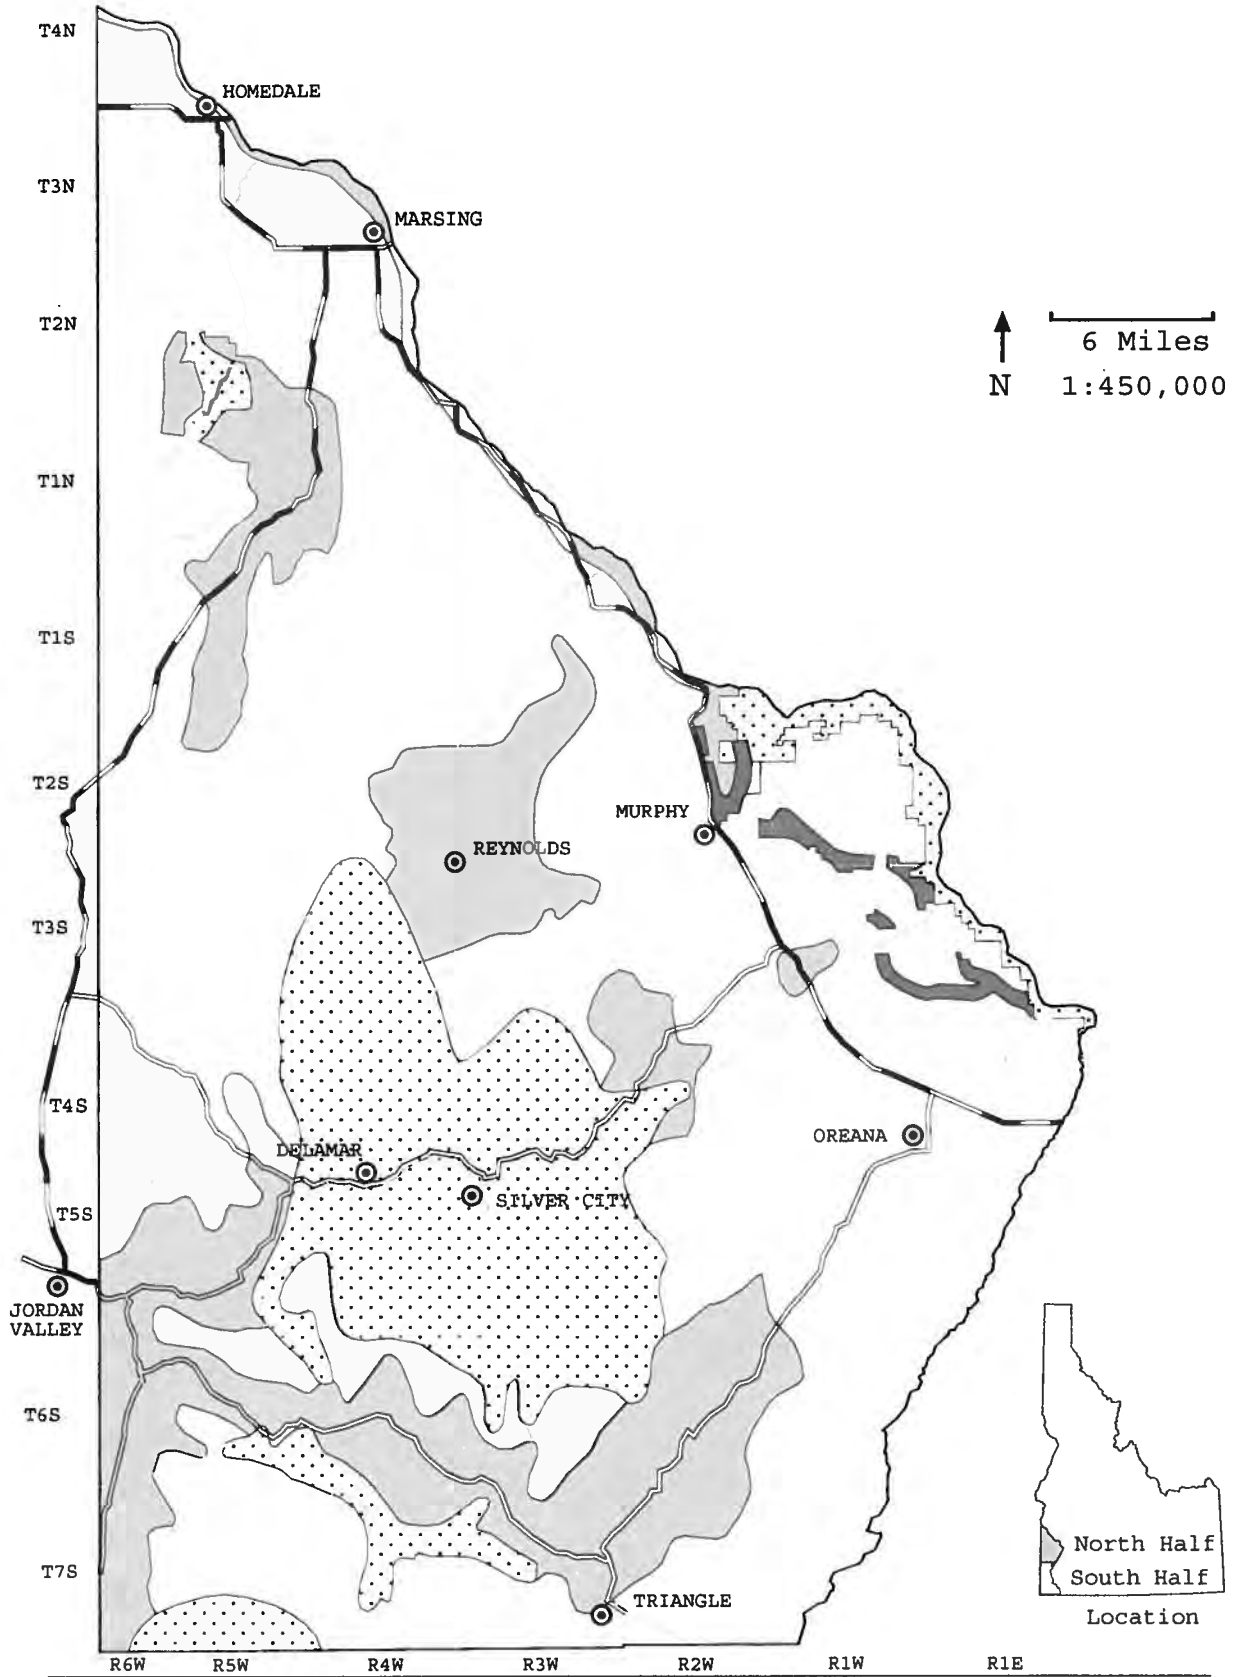 T4N
HOMEDALE
T3N
MARSING
T2N
6 Miles
N 1:450,000
T1N
T1S
T2S
MURPHY
REYNOLDS
T3S
T4S
OREANA
DELAMAR
SILVER CITY
T5S
JORDAN
VALLEY
T6S
North Half
T7S
South Half
TRIANGLE
Location
R6W R5W R4W R3W R2W R1W R1E